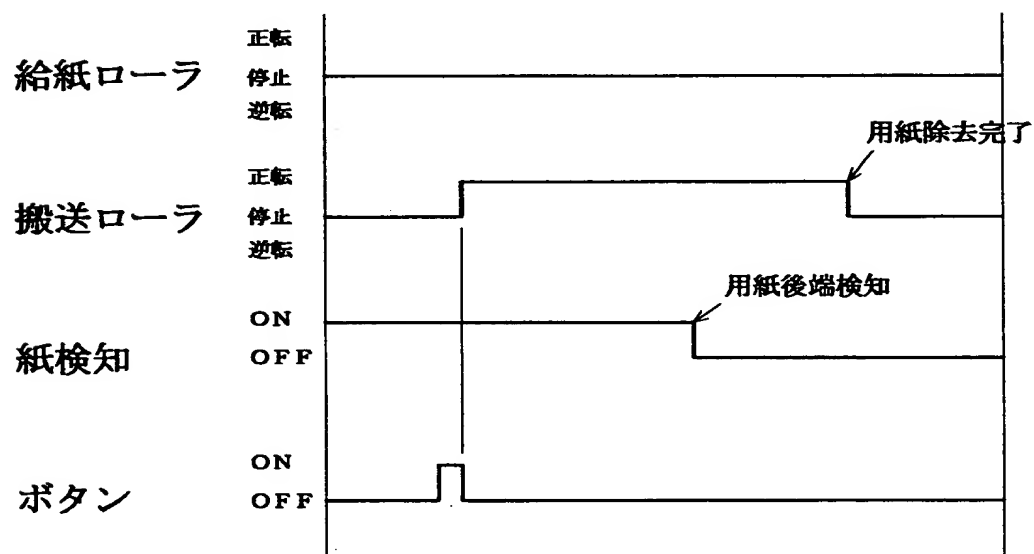 正転
給紙ローラ 停止
逆転
用紙除去完了
正転
搬送ローラ 停止
逆転
用紙後端検知
ON
紙検知 OFF
ON
ボタン OFF